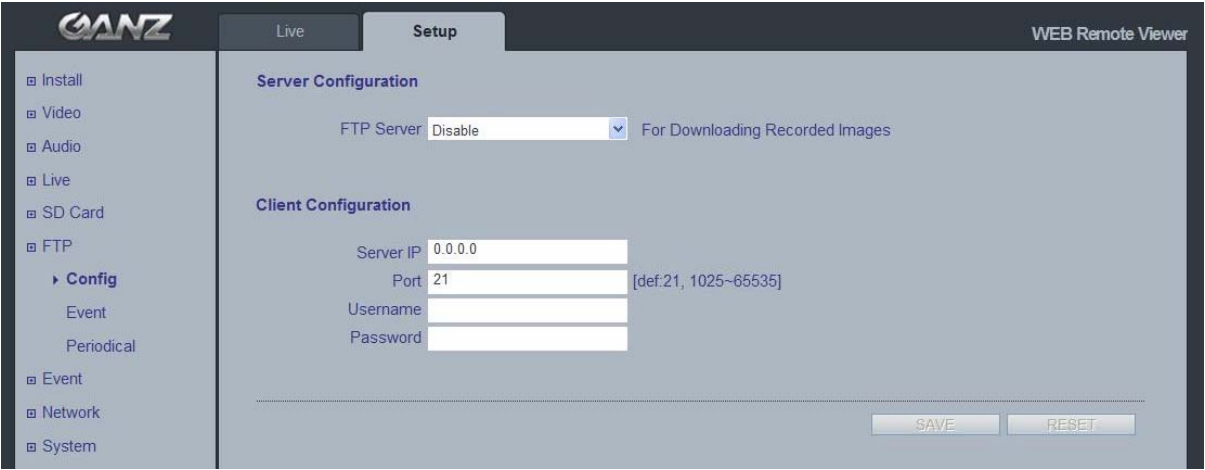 GANZ
Live
Setup
WEB Remote Viewer
Install
Video
Audio
Live
SD Card
FTP
Config
Event
Periodical
Event
Network
System
Server Configuration
FTP Server Disable For Downloading Recorded Images
Client Configuration
Server IP 0.0.0.0
Port 21 [def:21, 1025~65535]
Username
Password
SAVE RESET